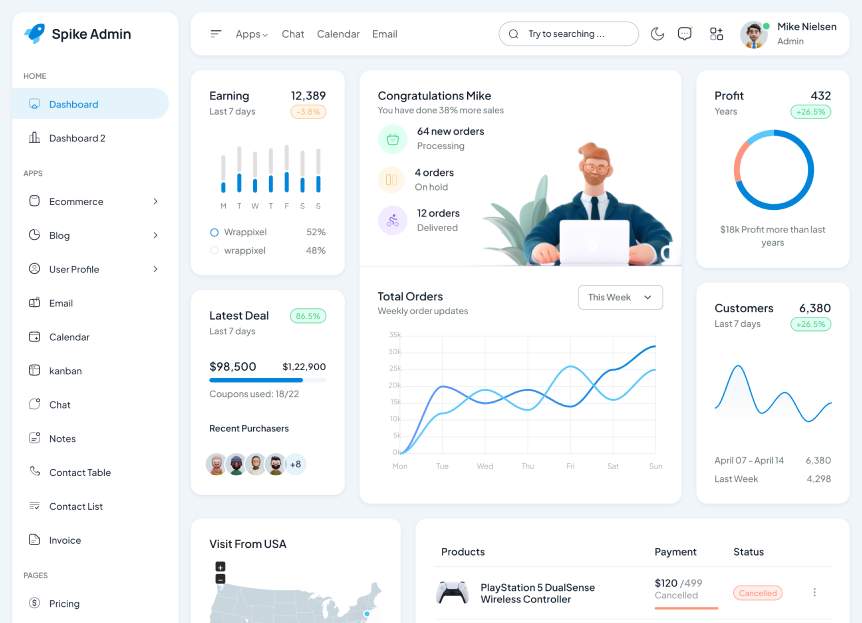 Spike Admin
HOME
Dashboard
Dashboard 2
APPS
Ecommerce
Blog
User Profile
Email
Calendar
kanban
Chat
Notes
Contact Table
Contact List
Invoice
PAGES
Pricing
Apps
Chat
Calendar
Email
Try to searching ...
Mike Nielsen
Admin
Earning
12,389
Last 7 days
-3.8%
M T W T F S S
Wrappixel 52%
wrappixel 48%
Latest Deal
86.5%
Last 7 days
$98,500
$1,22,900
Coupons used: 18/22
Recent Purchasers
+8
Congratulations Mike
You have done 38% more sales
64 new orders
Processing
4 orders
On hold
12 orders
Delivered
Total Orders
Weekly order updates
This Week
35k
30k
25k
20k
15k
10k
5k
0k
Mon Tue Wed Thu Fri Sat Sun
Profit
432
Years
+26.5%
$18k Profit more than last
years
Customers
6,380
Last 7 days
+26.5%
April 07 - April 14 6,380
Last Week 4,298
Visit From USA
+
−
Products Payment Status
PlayStation 5 DualSense
Wireless Controller
$120 /499
Cancelled
Cancelled